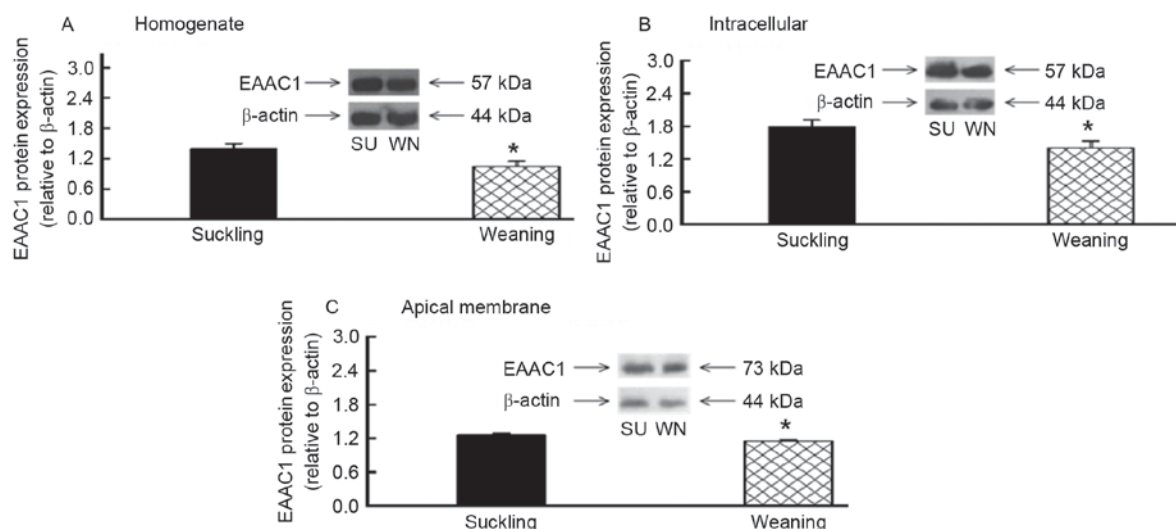 A Homogenate
EAAC1 protein expression
(relative to β-actin)
3.0
2.4
1.8
1.2
0.6
0.0
EAAC1 57 kDa
β-actin 44 kDa
SU WN
*
Suckling Weaning
B Intracellular
EAAC1 protein expression
(relative to β-actin)
3.6
3.0
2.4
1.8
1.2
0.6
0.0
EAAC1 57 kDa
β-actin 44 kDa
SU WN
*
Suckling Weaning
C Apical membrane
EAAC1 protein expression
(relative to β-actin)
3.0
2.4
1.8
1.2
0.6
0.0
EAAC1 73 kDa
β-actin 44 kDa
SU WN
*
Suckling Weaning